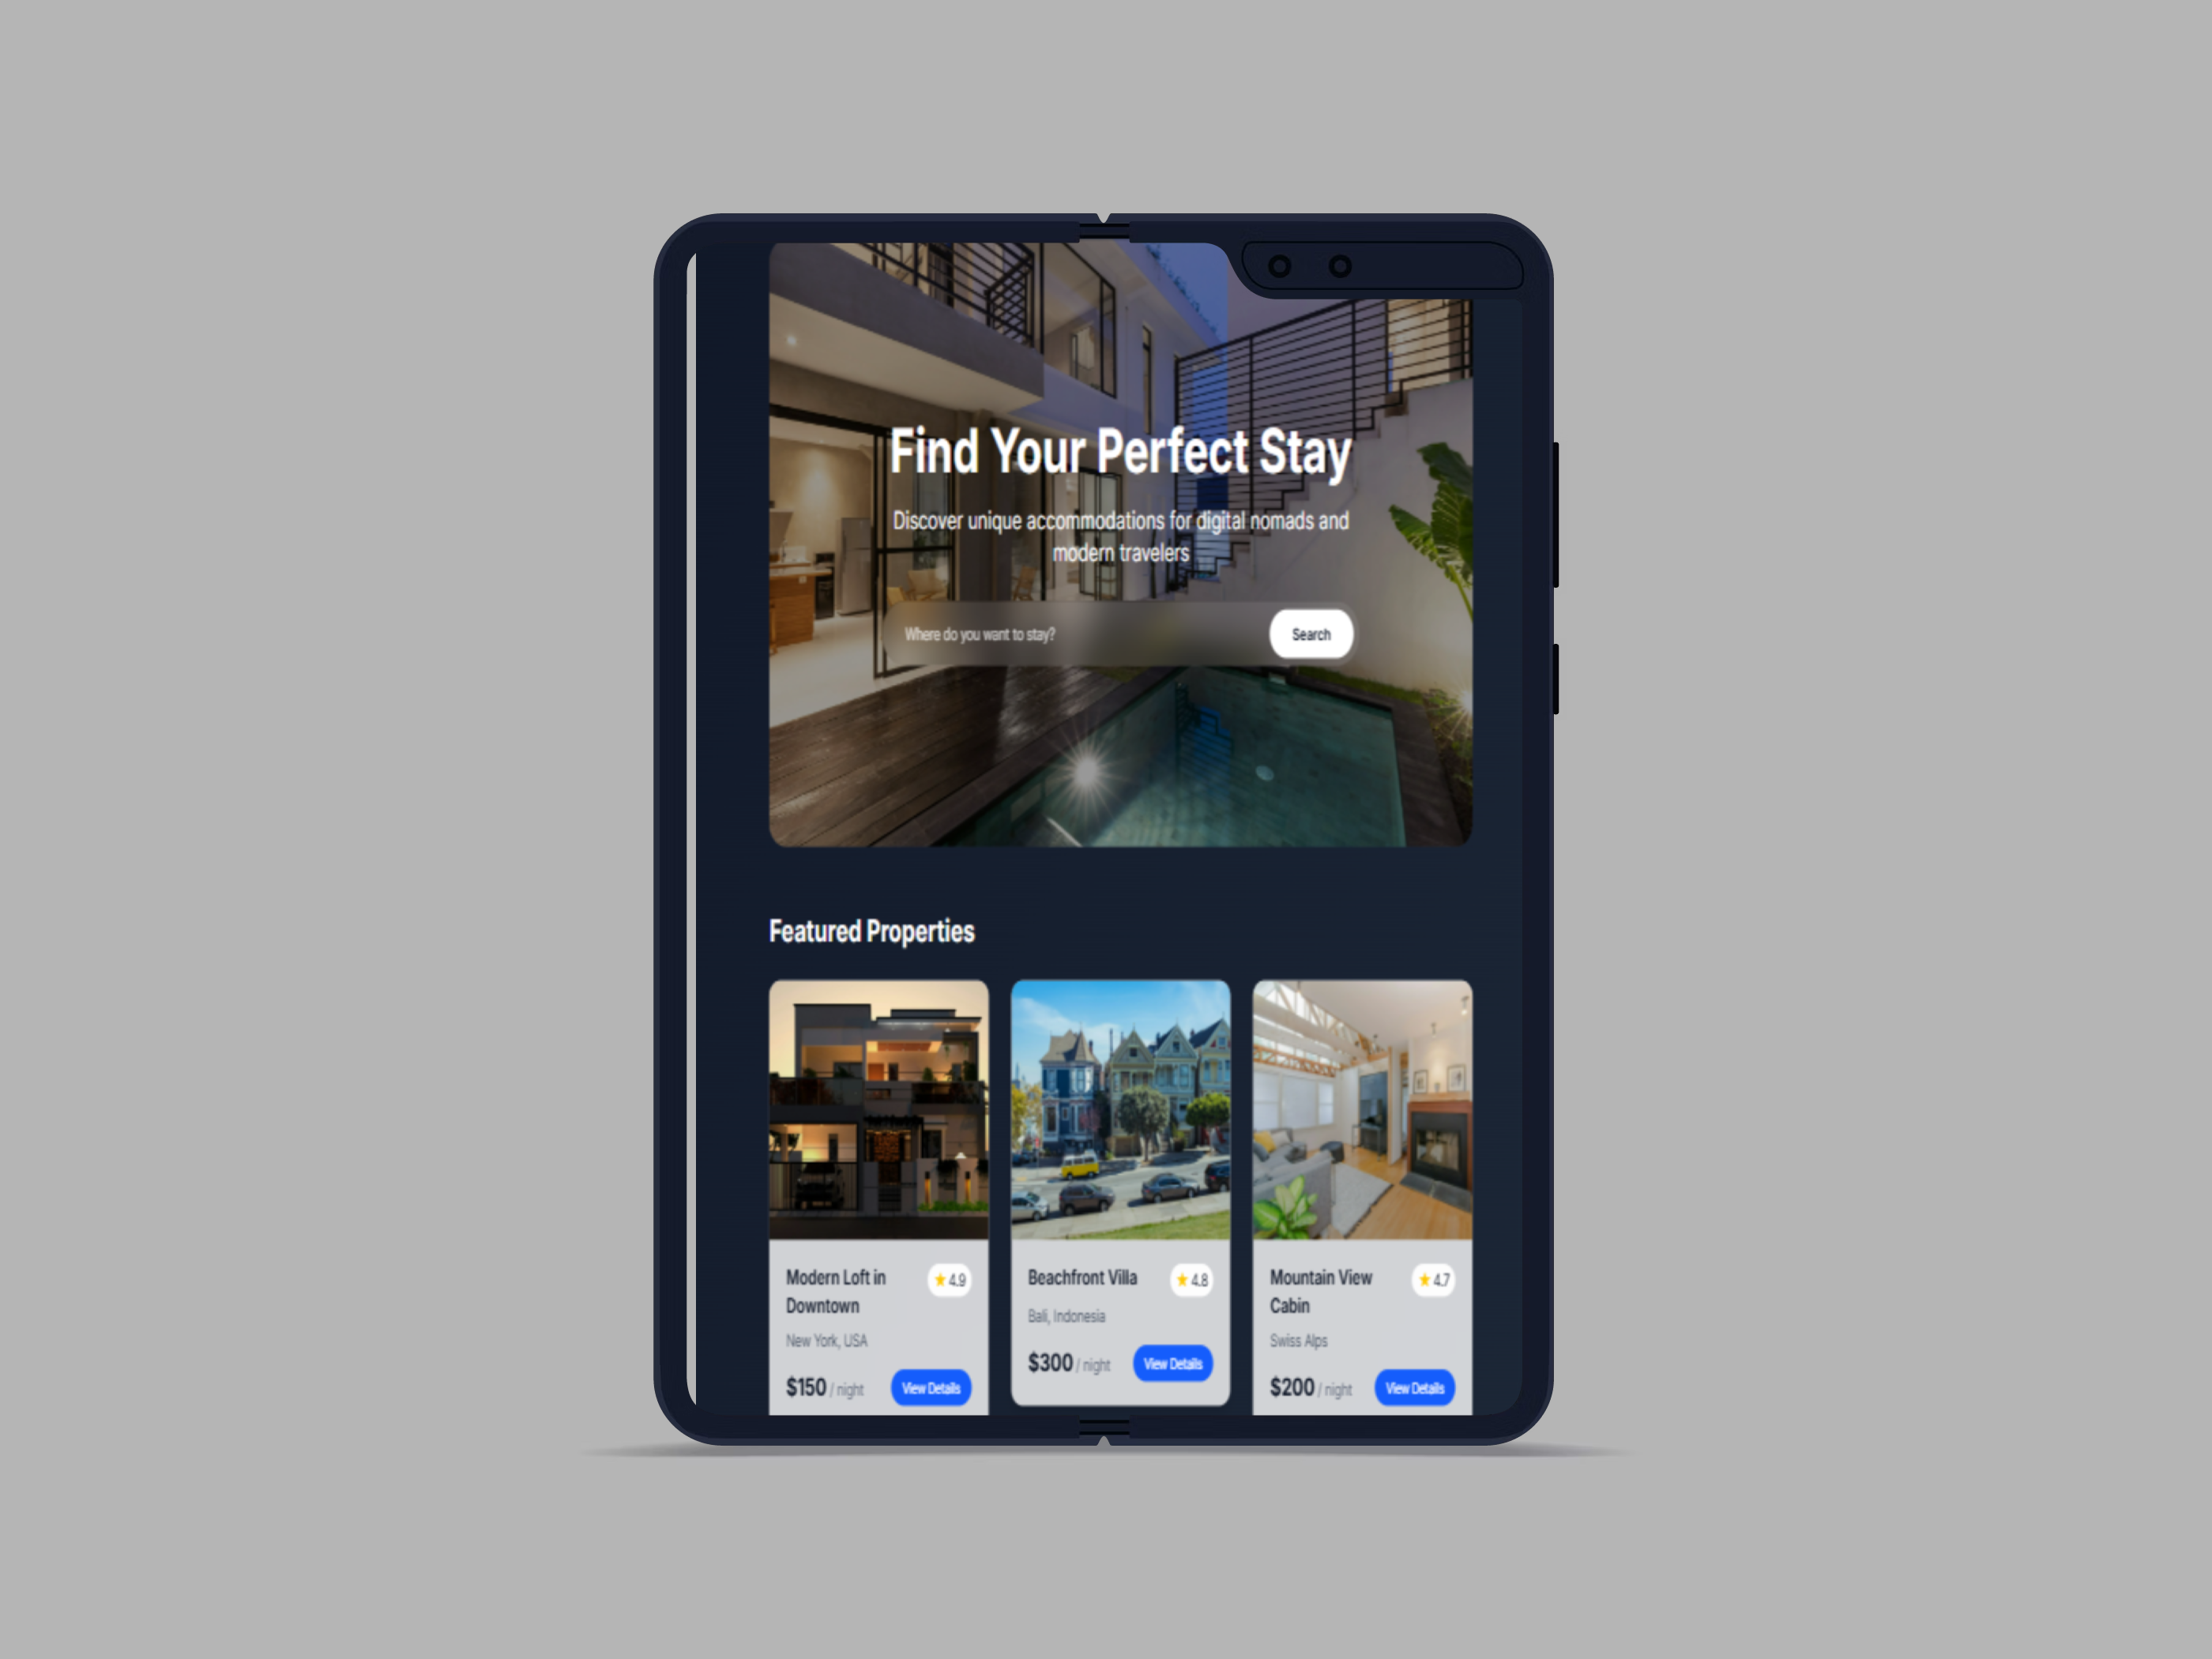 Find Your Perfect Stay
Discover unique accommodations for digital nomads and
modern travelers
Where do you want to stay?
Search
Featured Properties
Modern Loft in
Downtown
4.9
New York, USA
$150 / night
View Details
Beachfront Villa
4.8
Bali, Indonesia
$300 / night
View Details
Mountain View
Cabin
4.7
Swiss Alps
$200 / night
View Details